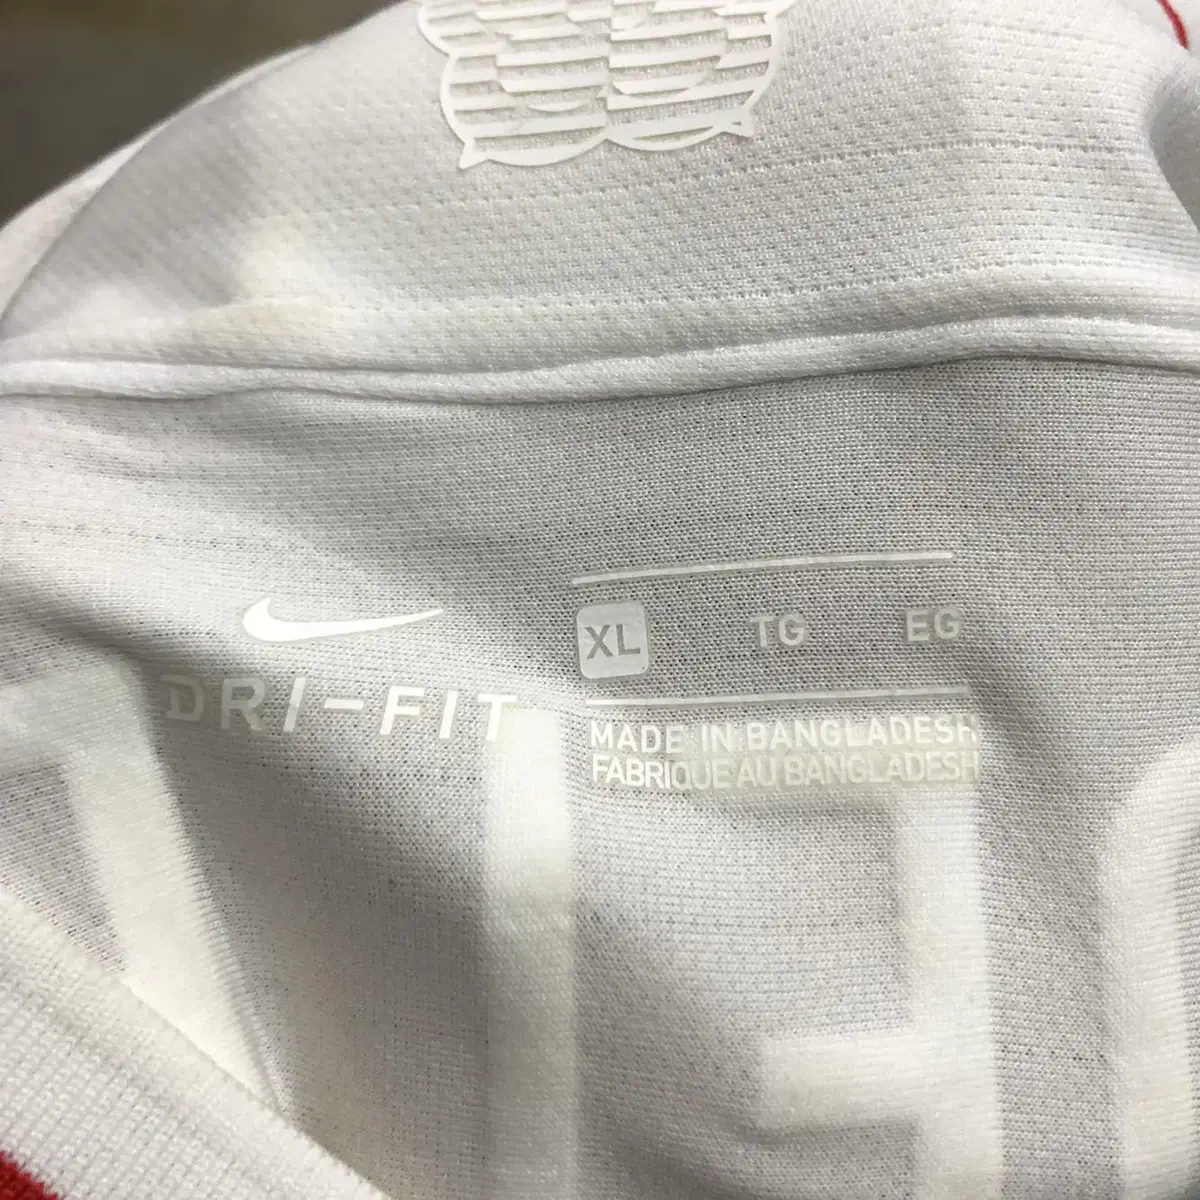 DRI-FIT
XL TG EG
MADE IN BANGLADESH
FABRIQUE AU BANGLADESH